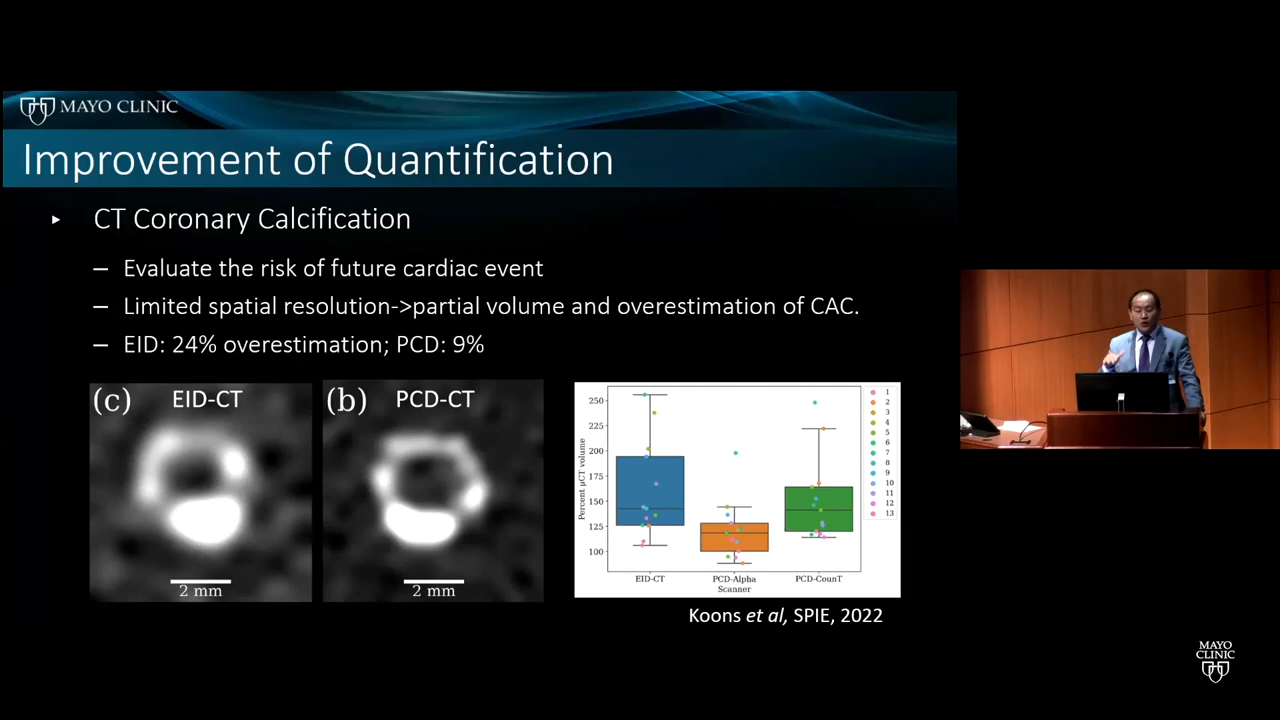 MAYO CLINIC
Improvement of Quantification
▸ CT Coronary Calcification
– Evaluate the risk of future cardiac event
– Limited spatial resolution->partial volume and overestimation of CAC.
– EID: 24% overestimation; PCD: 9%
(c) EID-CT
2 mm
(b) PCD-CT
2 mm
Percent μCT volume
250
225
200
175
150
125
100
EID-CT PCD-Alpha PCD-CounT
Scanner
1
2
3
4
5
6
7
8
9
10
11
12
13
Koons et al, SPIE, 2022
MAYO
CLINIC